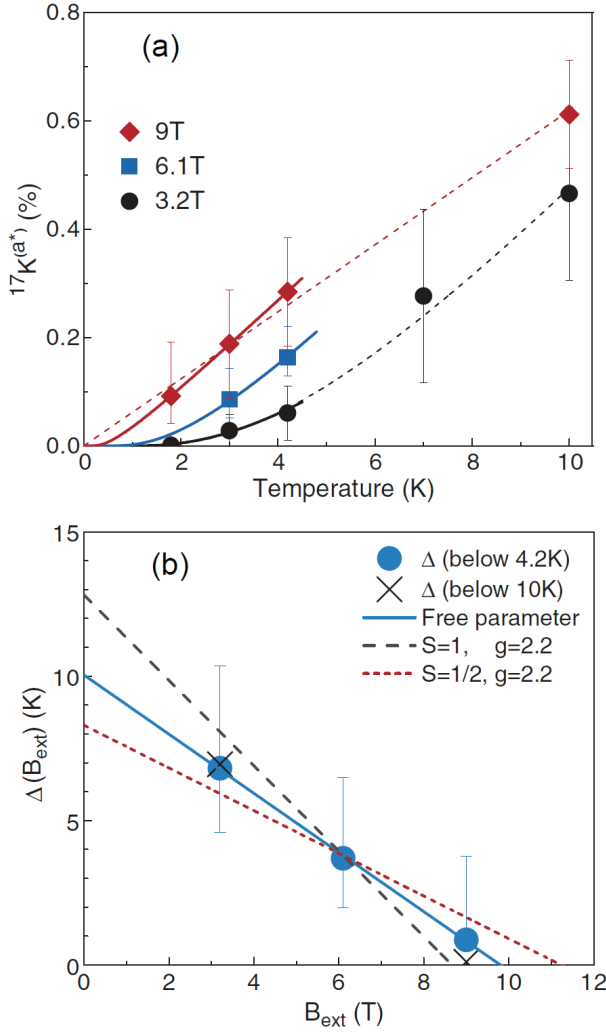 (a)
0.8
0.6
0.4
0.2
0.0
¹⁷K⁽ᵃ*⁾ (%)
9T
6.1T
3.2T
0 2 4 6 8 10
Temperature (K)
(b)
15
10
5
0
Δ (B_ext) (K)
Δ (below 4.2K)
Δ (below 10K)
Free parameter
S=1, g=2.2
S=1/2, g=2.2
0 2 4 6 8 10 12
B_ext (T)